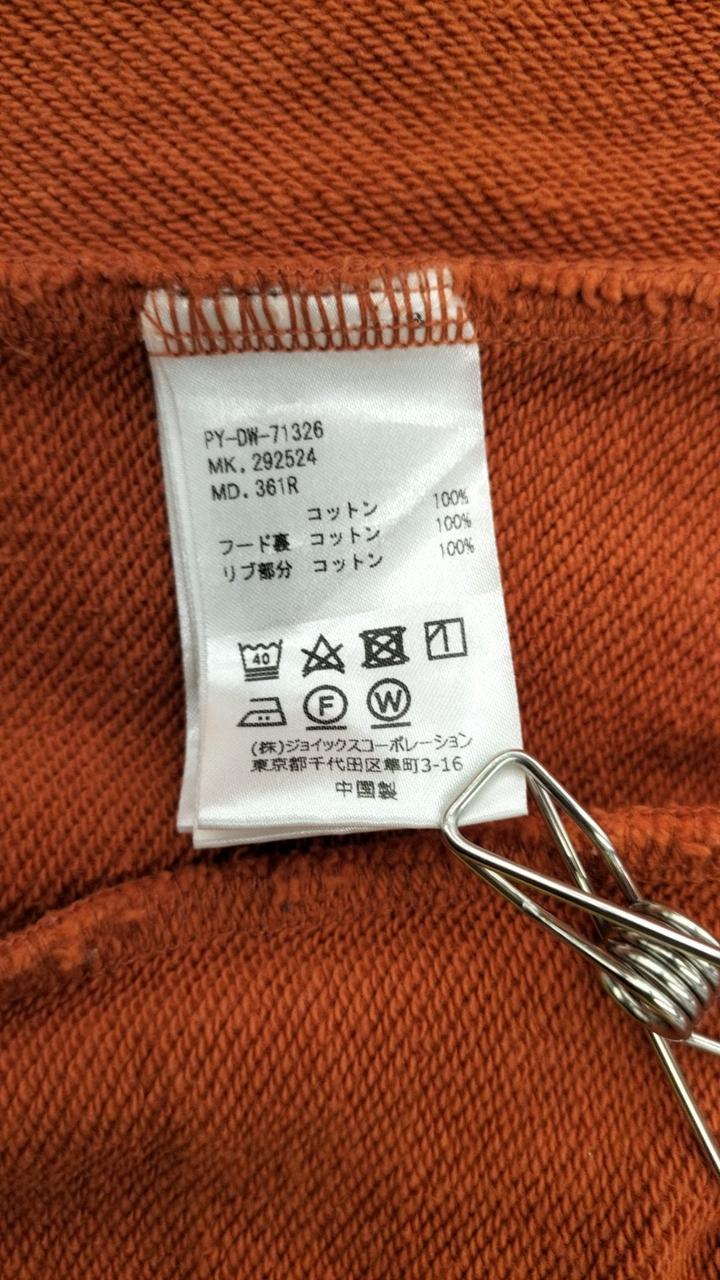 PY-DW-71326
MK.292524
MD.361R
コットン 100%
フード裏 コットン 100%
リブ部分 コットン 100%
40
F W
(株)ジョイックスコーポレーション
東京都千代田区隼町3-16
中国製